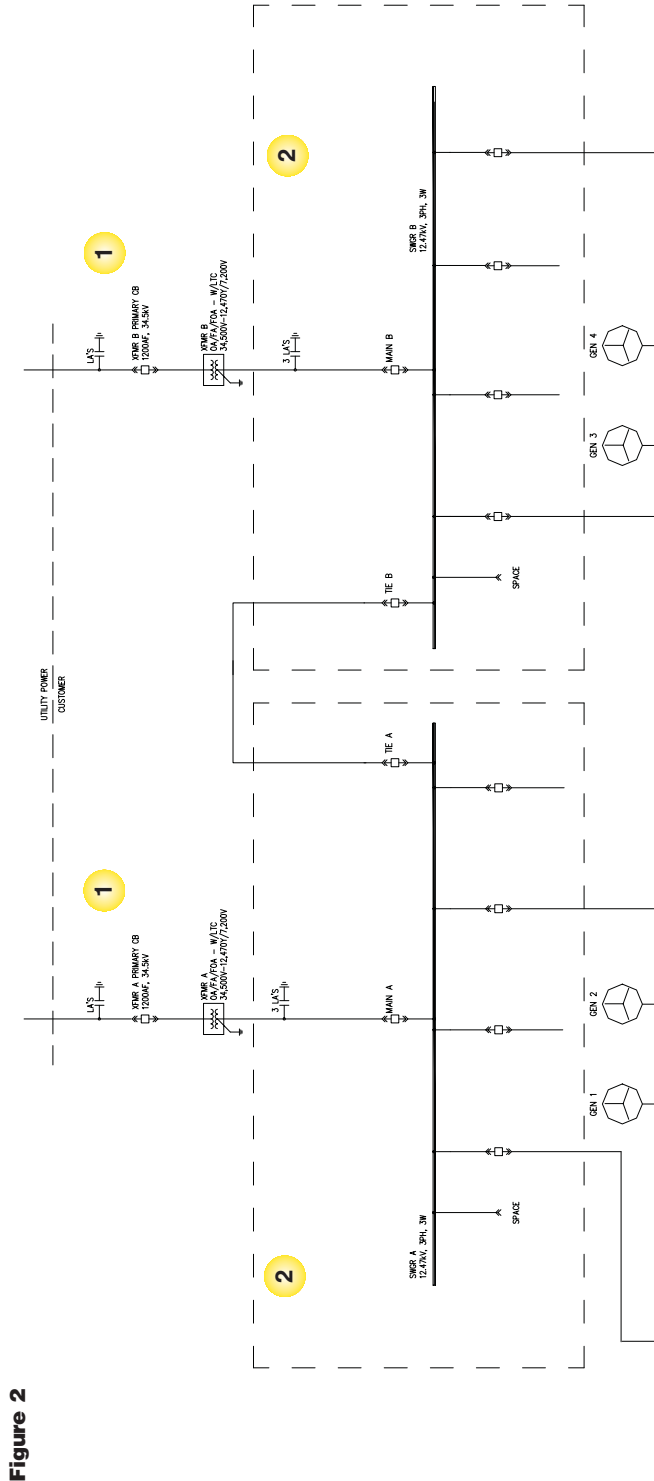 Figure 2
UTILITY POWER
CUSTOMER
1
LA'S
XFMR A PRIMARY CB
1200AF, 34.5kV
XFMR A
OA/FA/FOA - W/LTC
34,500V-12,470Y/7,200V
3 LA'S
2
MAIN A
TIE A
SWGR A
12.47kV, 3PH, 3W
SPACE
GEN 1
GEN 2
1
LA'S
XFMR B PRIMARY CB
1200AF, 34.5kV
XFMR B
OA/FA/FOA - W/LTC
34,500V-12,470Y/7,200V
3 LA'S
2
TIE B
MAIN B
SWGR B
12.47kV, 3PH, 3W
SPACE
GEN 3
GEN 4